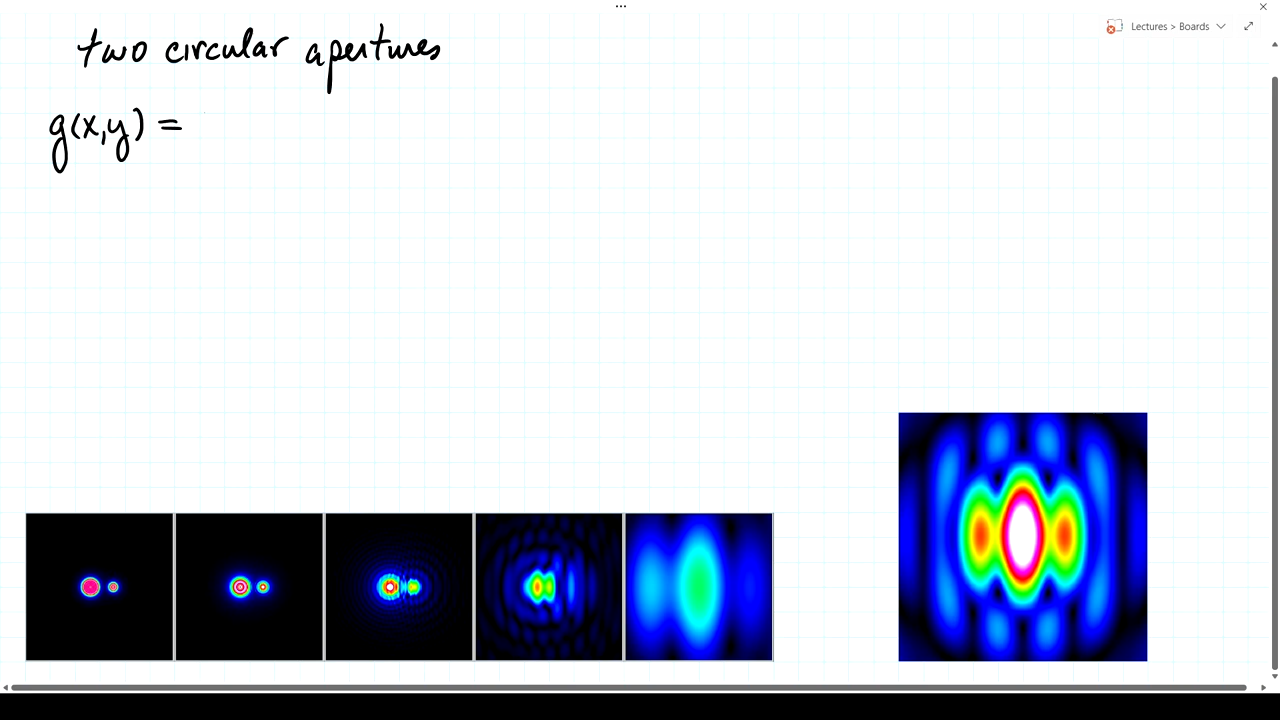 Lectures > Boards
two circular apertures
g(x,y) =